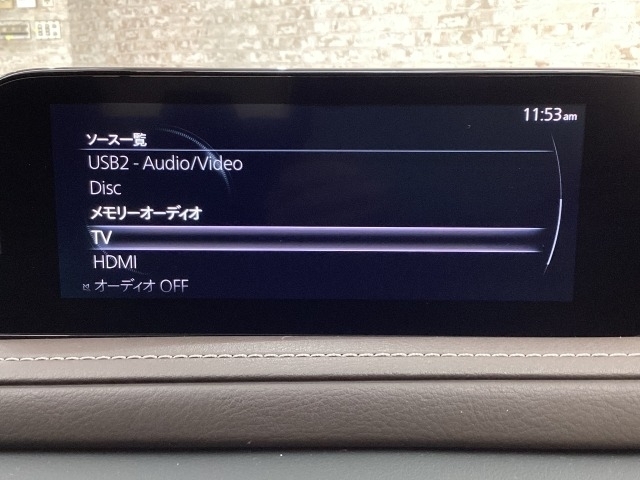 11:53am
ソース一覧
USB2 - Audio/Video
Disc
メモリーオーディオ
TV
HDMI
オーディオ OFF